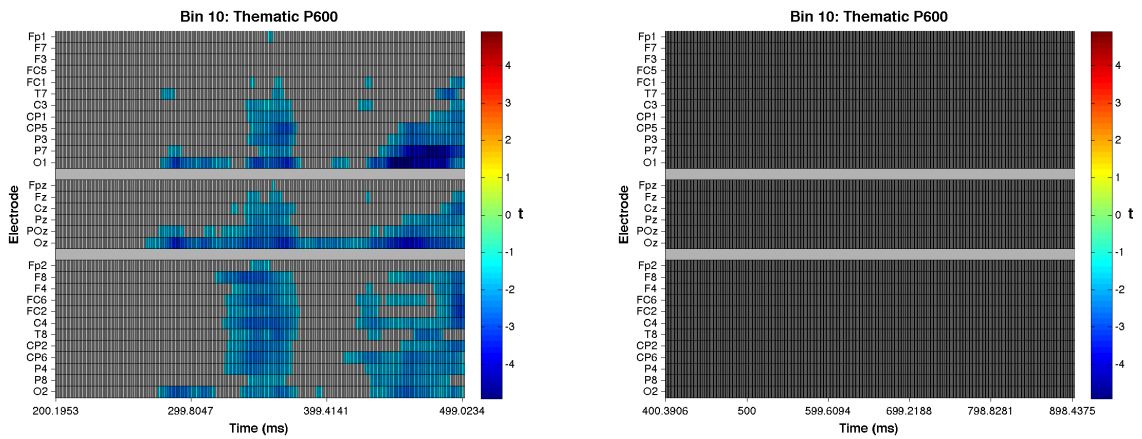 Bin 10: Thematic P600
Fp1
F7
F3
FC5
FC1
T7
C3
CP1
CP5
P3
P7
O1
Fpz
Fz
Cz
Pz
POz
Oz
Fp2
F8
F4
FC6
FC2
C4
T8
CP2
CP6
P4
P8
O2
Electrode
200.1953 299.8047 399.4141 499.0234
Time (ms)
4
3
2
1
0
-1
-2
-3
-4
t
Bin 10: Thematic P600
Fp1
F7
F3
FC5
FC1
T7
C3
CP1
CP5
P3
P7
O1
Fpz
Fz
Cz
Pz
POz
Oz
Fp2
F8
F4
FC6
FC2
C4
T8
CP2
CP6
P4
P8
O2
Electrode
400.3906 500 599.6094 699.2188 798.8281 898.4375
Time (ms)
4
3
2
1
0
-1
-2
-3
-4
t